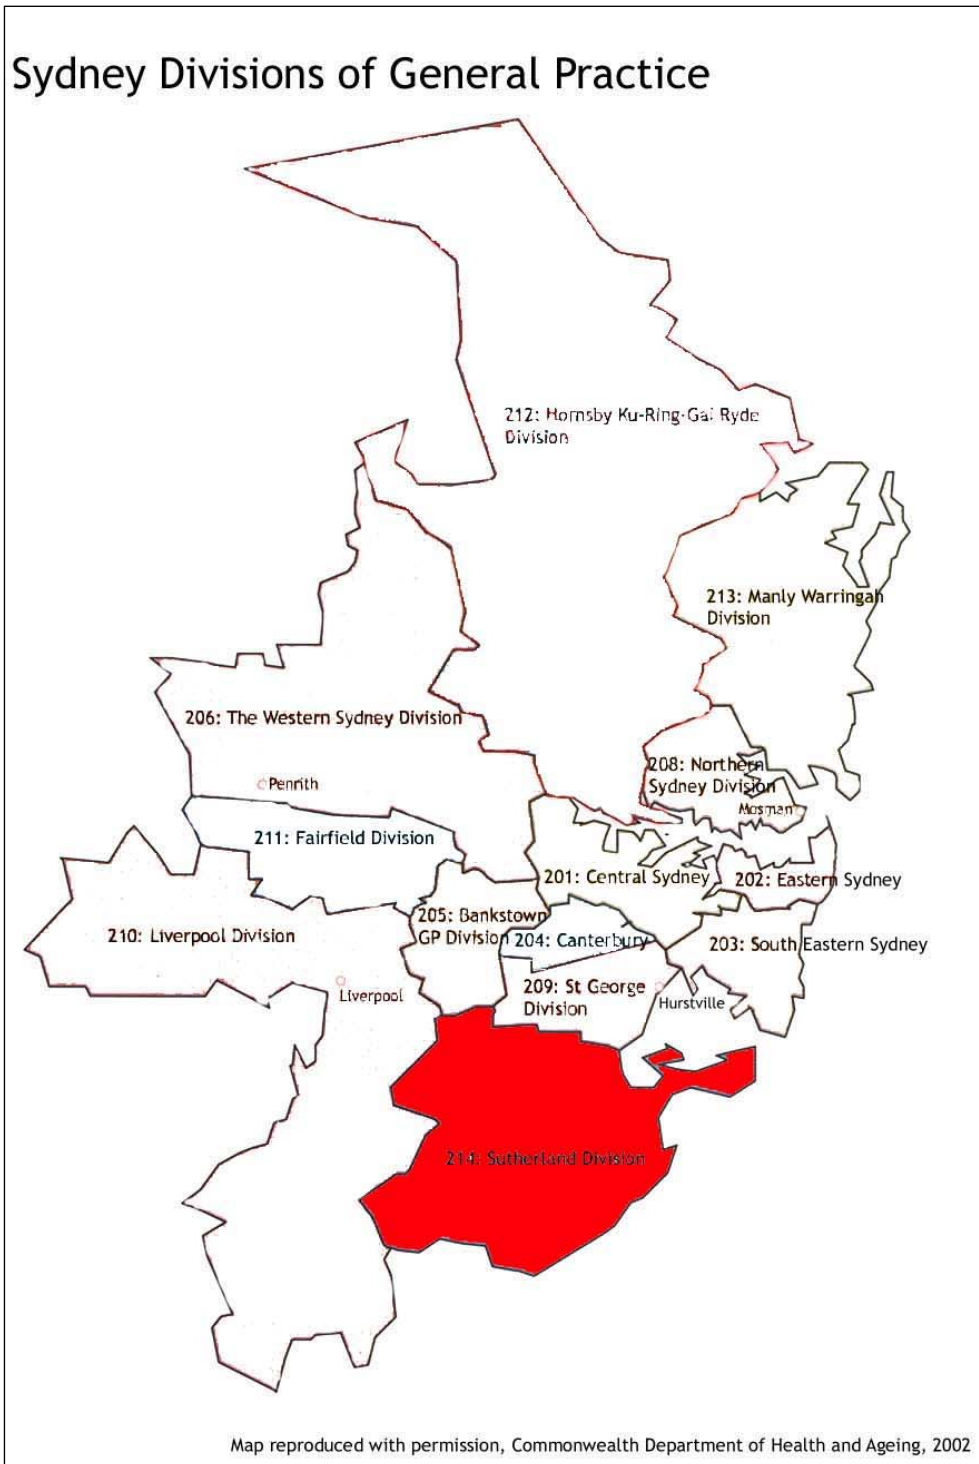 Sydney Divisions of General Practice
212: Hornsby Ku-Ring-Gai Ryde
Division
213: Manly Warringah
Division
206: The Western Sydney Division
208: Northern
Sydney Division
Penrith
Mosman
211: Fairfield Division
201: Central Sydney
202: Eastern Sydney
205: Bankstown
GP Division
204: Canterbury
210: Liverpool Division
203: South Eastern Sydney
209: St George
Division
Liverpool
Hurstville
214: Sutherland Division
Map reproduced with permission, Commonwealth Department of Health and Ageing, 2002